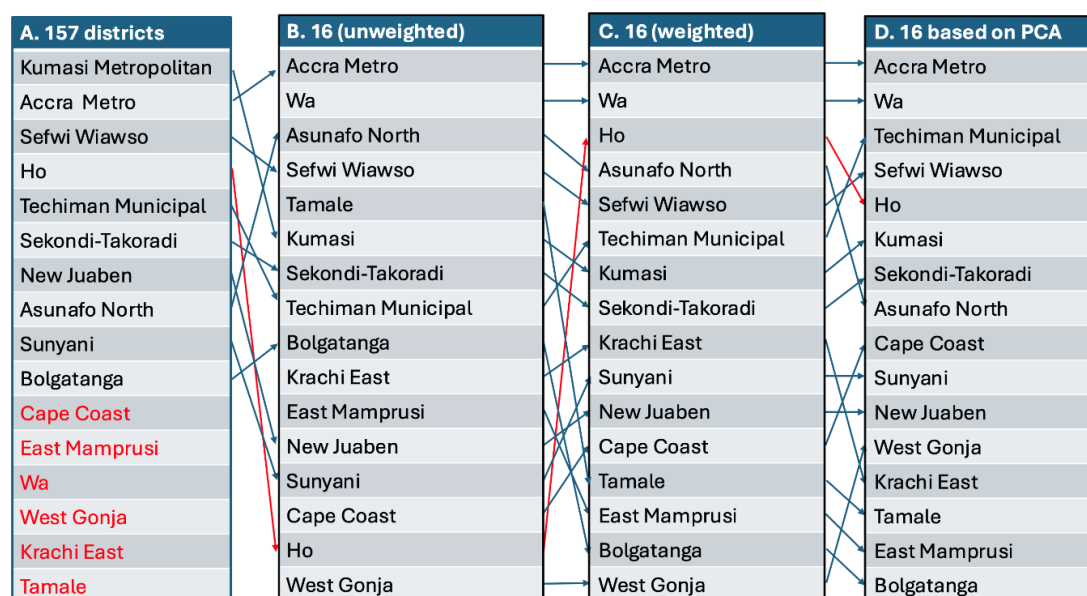 A. 157 districts
Kumasi Metropolitan
Accra Metro
Sefwi Wiawso
Ho
Techiman Municipal
Sekondi-Takoradi
New Juaben
Asunafo North
Sunyani
Bolgatanga
Cape Coast
East Mamprusi
Wa
West Gonja
Krachi East
Tamale
B. 16 (unweighted)
Accra Metro
Wa
Asunafo North
Sefwi Wiawso
Tamale
Kumasi
Sekondi-Takoradi
Techiman Municipal
Bolgatanga
Krachi East
East Mamprusi
New Juaben
Sunyani
Cape Coast
Ho
West Gonja
C. 16 (weighted)
Accra Metro
Wa
Ho
Asunafo North
Sefwi Wiawso
Techiman Municipal
Kumasi
Sekondi-Takoradi
Krachi East
Sunyani
New Juaben
Cape Coast
Tamale
East Mamprusi
Bolgatanga
West Gonja
D. 16 based on PCA
Accra Metro
Wa
Techiman Municipal
Sefwi Wiawso
Ho
Kumasi
Sekondi-Takoradi
Asunafo North
Cape Coast
Sunyani
New Juaben
West Gonja
Krachi East
Tamale
East Mamprusi
Bolgatanga